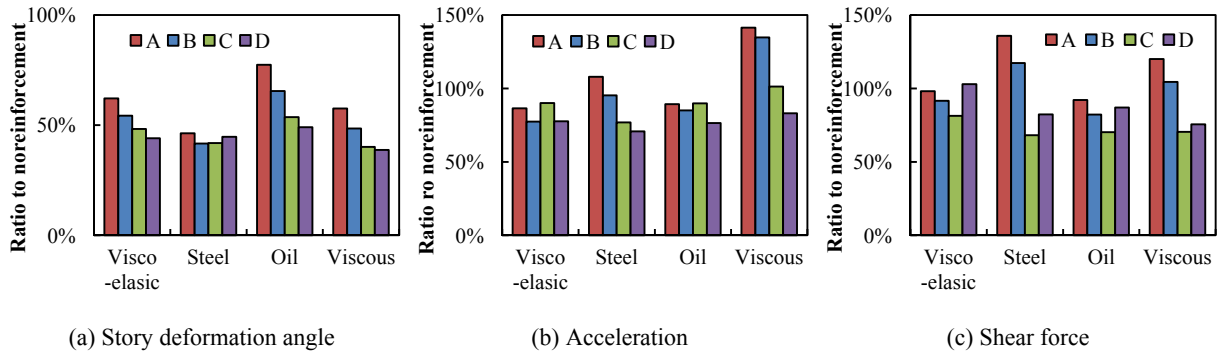 Ratio to noreinforcement
100%
50%
0%
A B C D
Visco
-elasic
Steel
Oil
Viscous
(a) Story deformation angle
Ratio ro noreinforcement
150%
100%
50%
0%
A B C D
Visco
-elasic
Steel
Oil
Viscous
(b) Acceleration
Ratio to noreinforcement
150%
100%
50%
0%
A B C D
Visco
-elasic
Steel
Oil
Viscous
(c) Shear force